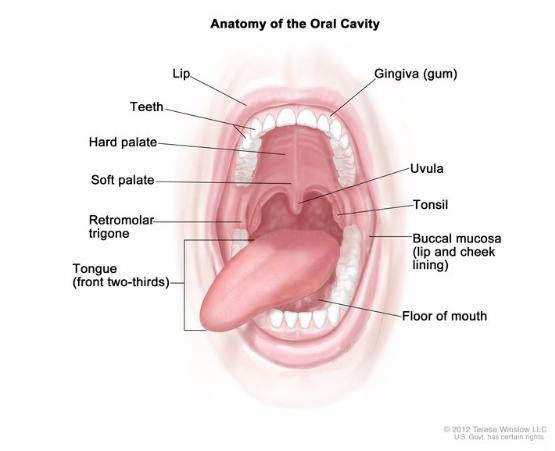 Anatomy of the Oral Cavity
Lip
Gingiva (gum)
Teeth
Hard palate
Uvula
Soft palate
Tonsil
Retromolar
trigone
Buccal mucosa
(lip and cheek
lining)
Tongue
(front two-thirds)
Floor of mouth
© 2012 Terese Winslow LLC
U.S. Govt. has certain rights